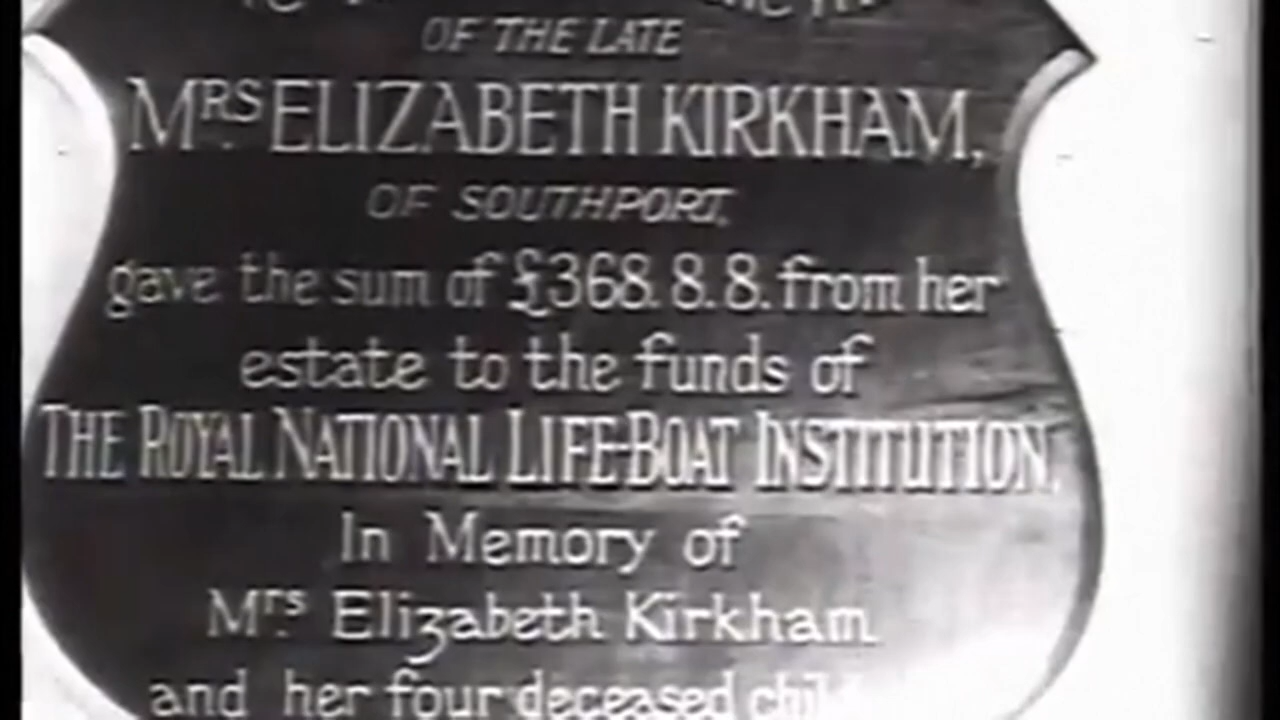 OF THE LATE
MRS. ELIZABETH KIRKHAM,
OF SOUTHPORT,
gave the sum of £368.8.8. from her
estate to the funds of
THE ROYAL NATIONAL LIFE-BOAT INSTITUTION.
In Memory of
Mrs. Elizabeth Kirkham
and her four deceased